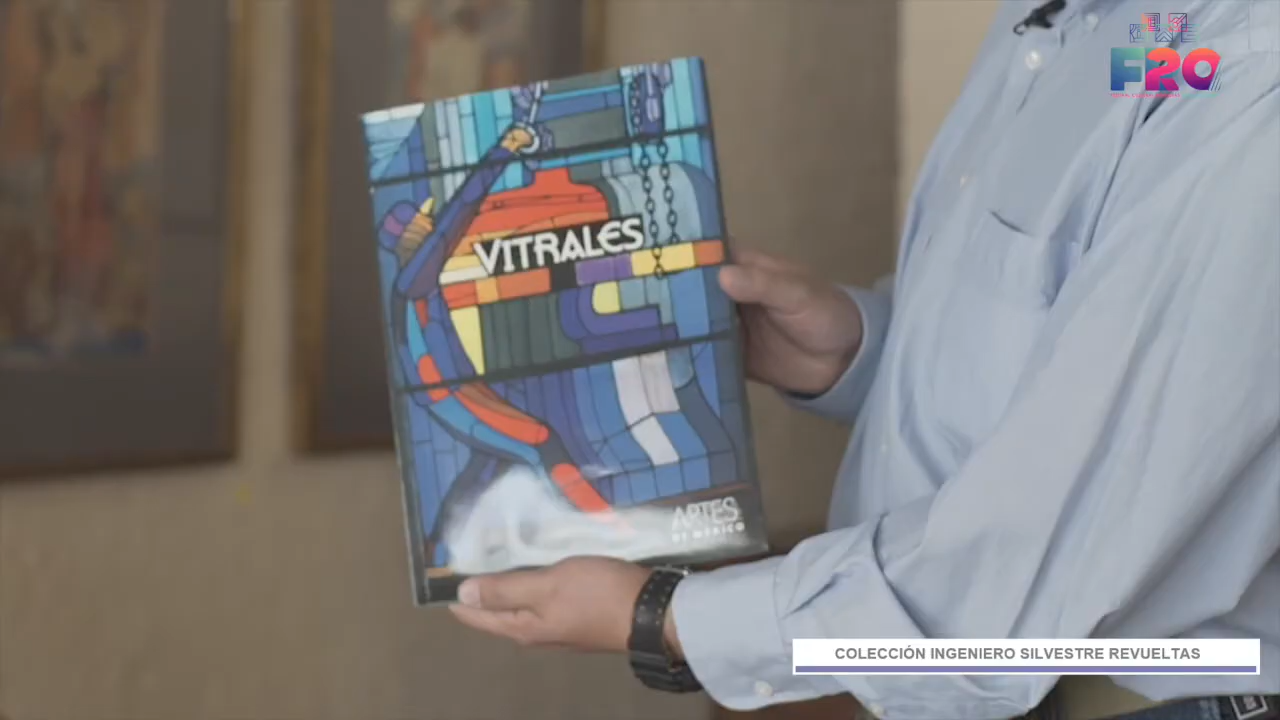 F20
VITRALES
ARTES
DE MÉXICO
COLECCIÓN INGENIERO SILVESTRE REVUELTAS